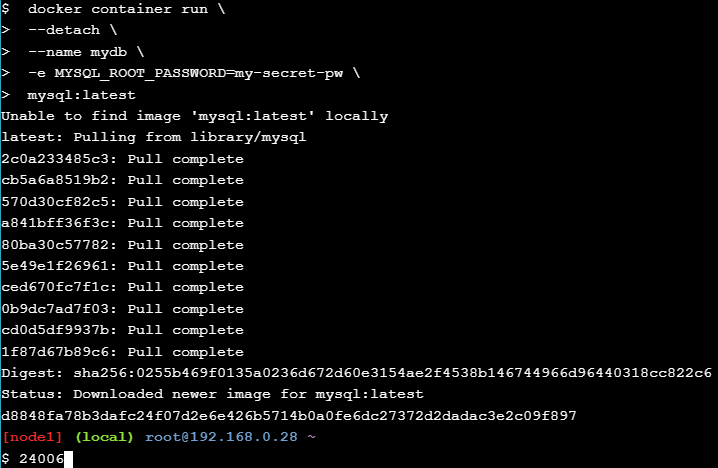 $  docker container run \
>  --detach \
>  --name mydb \
>  -e MYSQL_ROOT_PASSWORD=my-secret-pw \
>  mysql:latest
Unable to find image 'mysql:latest' locally
latest: Pulling from library/mysql
2c0a233485c3: Pull complete
cb5a6a8519b2: Pull complete
570d30cf82c5: Pull complete
a841bff36f3c: Pull complete
80ba30c57782: Pull complete
5e49e1f26961: Pull complete
ced670fc7f1c: Pull complete
0b9dc7ad7f03: Pull complete
cd0d5df9937b: Pull complete
1f87d67b89c6: Pull complete
Digest: sha256:0255b469f0135a0236d672d60e3154ae2f4538b146744966d96440318cc822c6
Status: Downloaded newer image for mysql:latest
d8848fa78b3dafc24f07d2e6e426b5714b0a0fe6dc27372d2dadac3e2c09f897
[node1] (local) root@192.168.0.28 ~
$ 24006